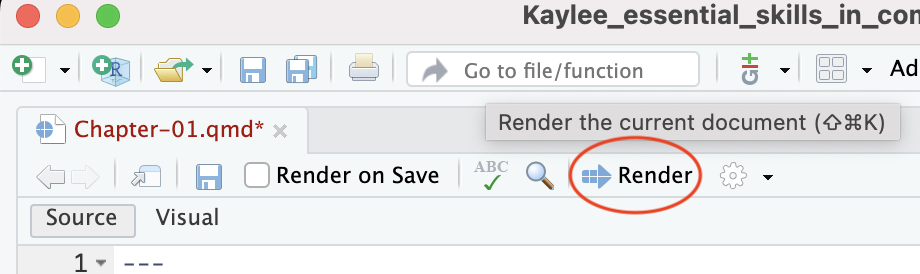 Kaylee_essential_skills_in_con
Go to file/function
Ad
Chapter-01.qmd*
Render the current document (⇧⌘K)
Render on Save
ABC
Render
Source
Visual
1
---